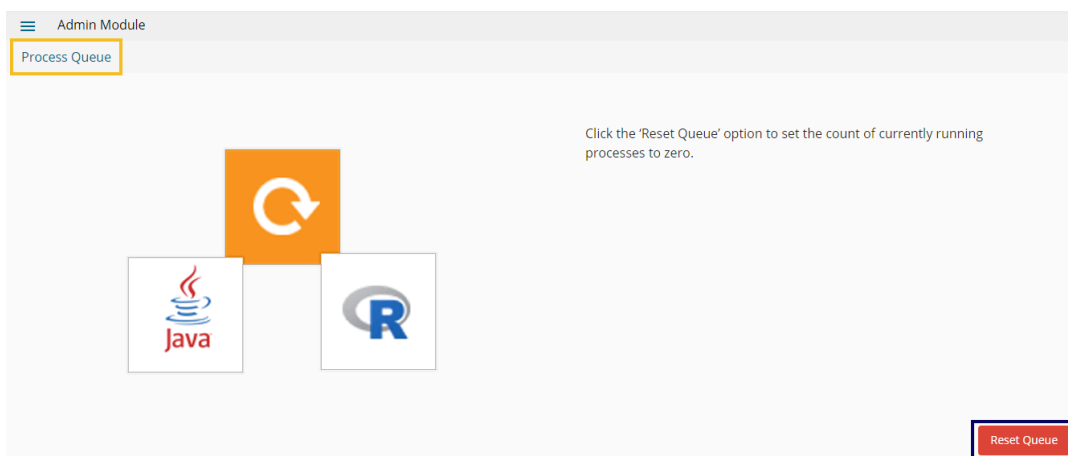 Admin Module
Process Queue
Click the ‘Reset Queue’ option to set the count of currently running
processes to zero.
Java
R
Reset Queue